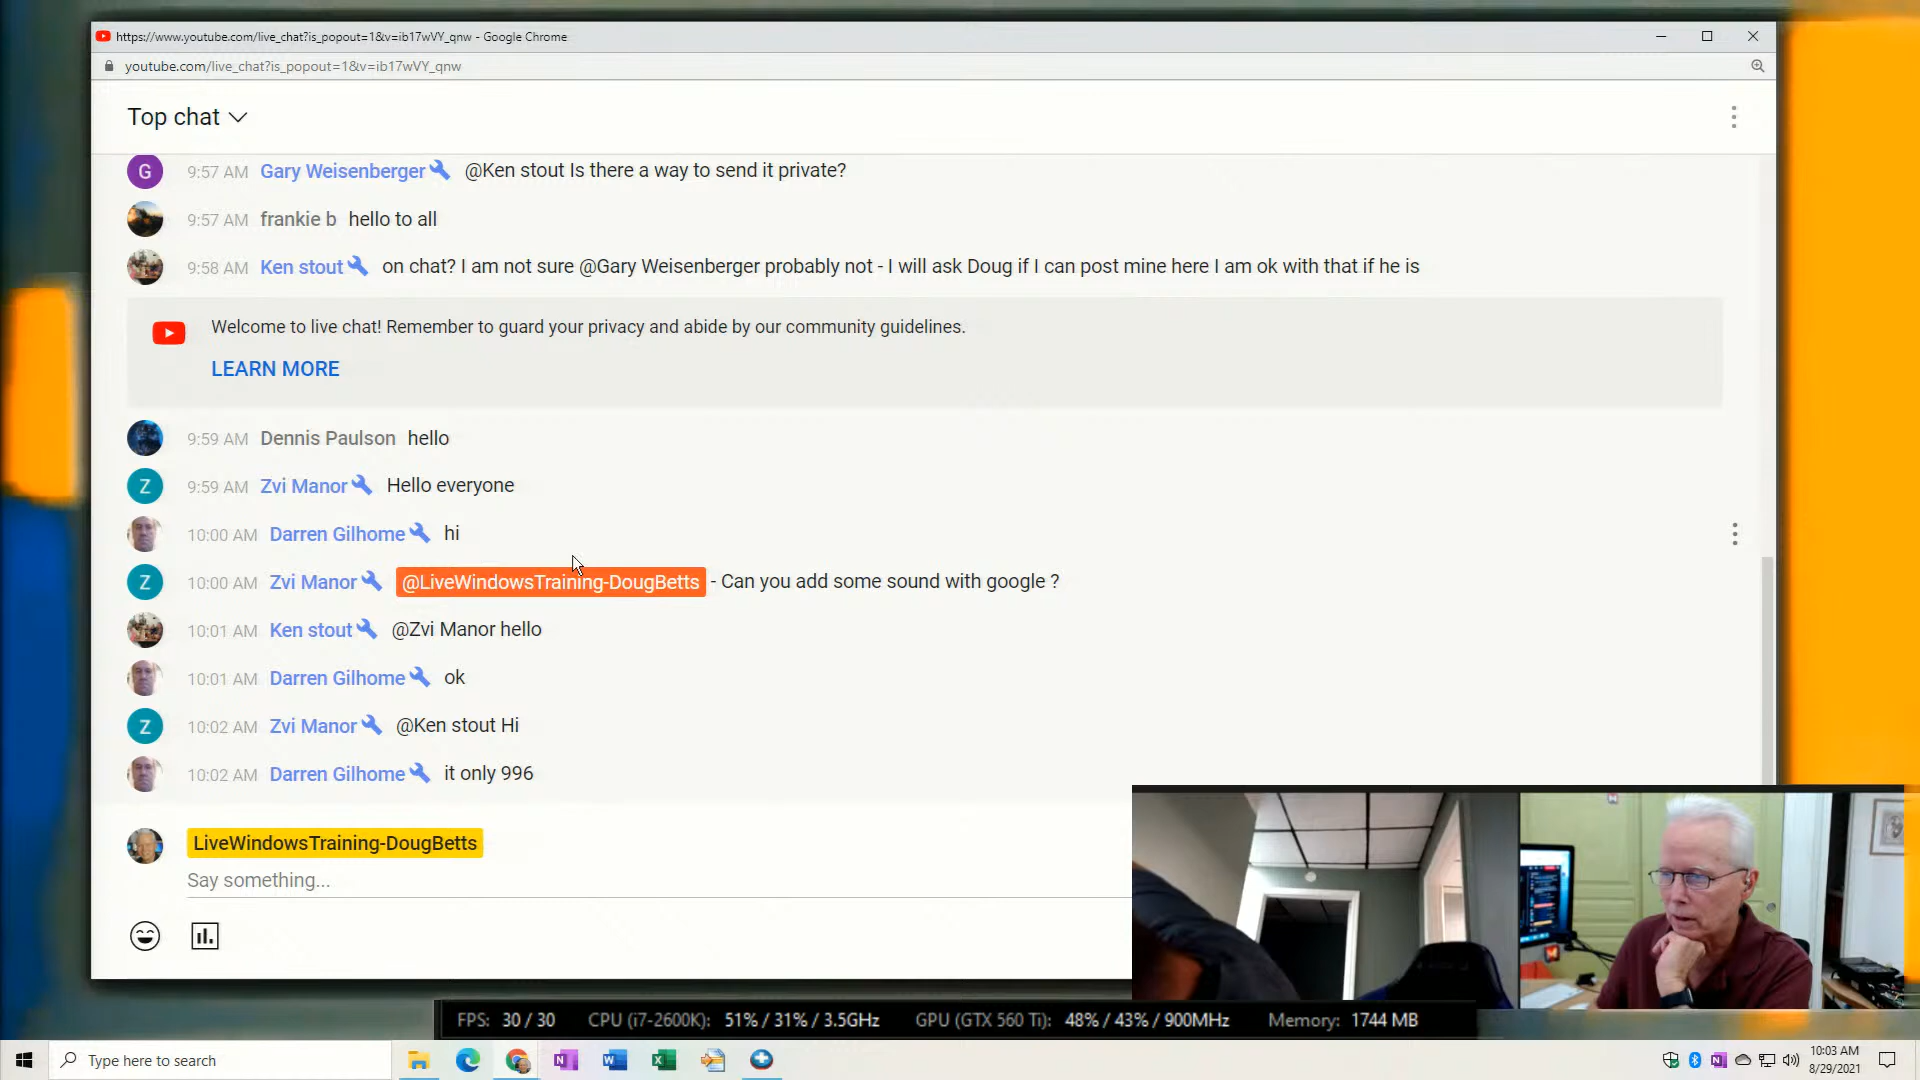 https://www.youtube.com/live_chat?is_popout=1&v=ib17wVY_qnw - Google Chrome
youtube.com/live_chat?is_popout=1&v=ib17wVY_qnw
Top chat
G 9:57 AM Gary Weisenberger @Ken stout Is there a way to send it private?
9:57 AM frankie b hello to all
9:58 AM Ken stout on chat? I am not sure @Gary Weisenberger probably not - I will ask Doug if I can post mine here I am ok with that if he is
Welcome to live chat! Remember to guard your privacy and abide by our community guidelines.
LEARN MORE
9:59 AM Dennis Paulson hello
Z 9:59 AM Zvi Manor Hello everyone
10:00 AM Darren Gilhome hi
Z 10:00 AM Zvi Manor @LiveWindowsTraining-DougBetts - Can you add some sound with google ?
10:01 AM Ken stout @Zvi Manor hello
10:01 AM Darren Gilhome ok
Z 10:02 AM Zvi Manor @Ken stout Hi
10:02 AM Darren Gilhome it only 996
LiveWindowsTraining-DougBetts
Say something...
FPS: 30 / 30 CPU (i7-2600K): 51% / 31% / 3.5GHz GPU (GTX 560 Ti): 48% / 43% / 900MHz Memory: 1744 MB
Type here to search
10:03 AM
8/29/2021